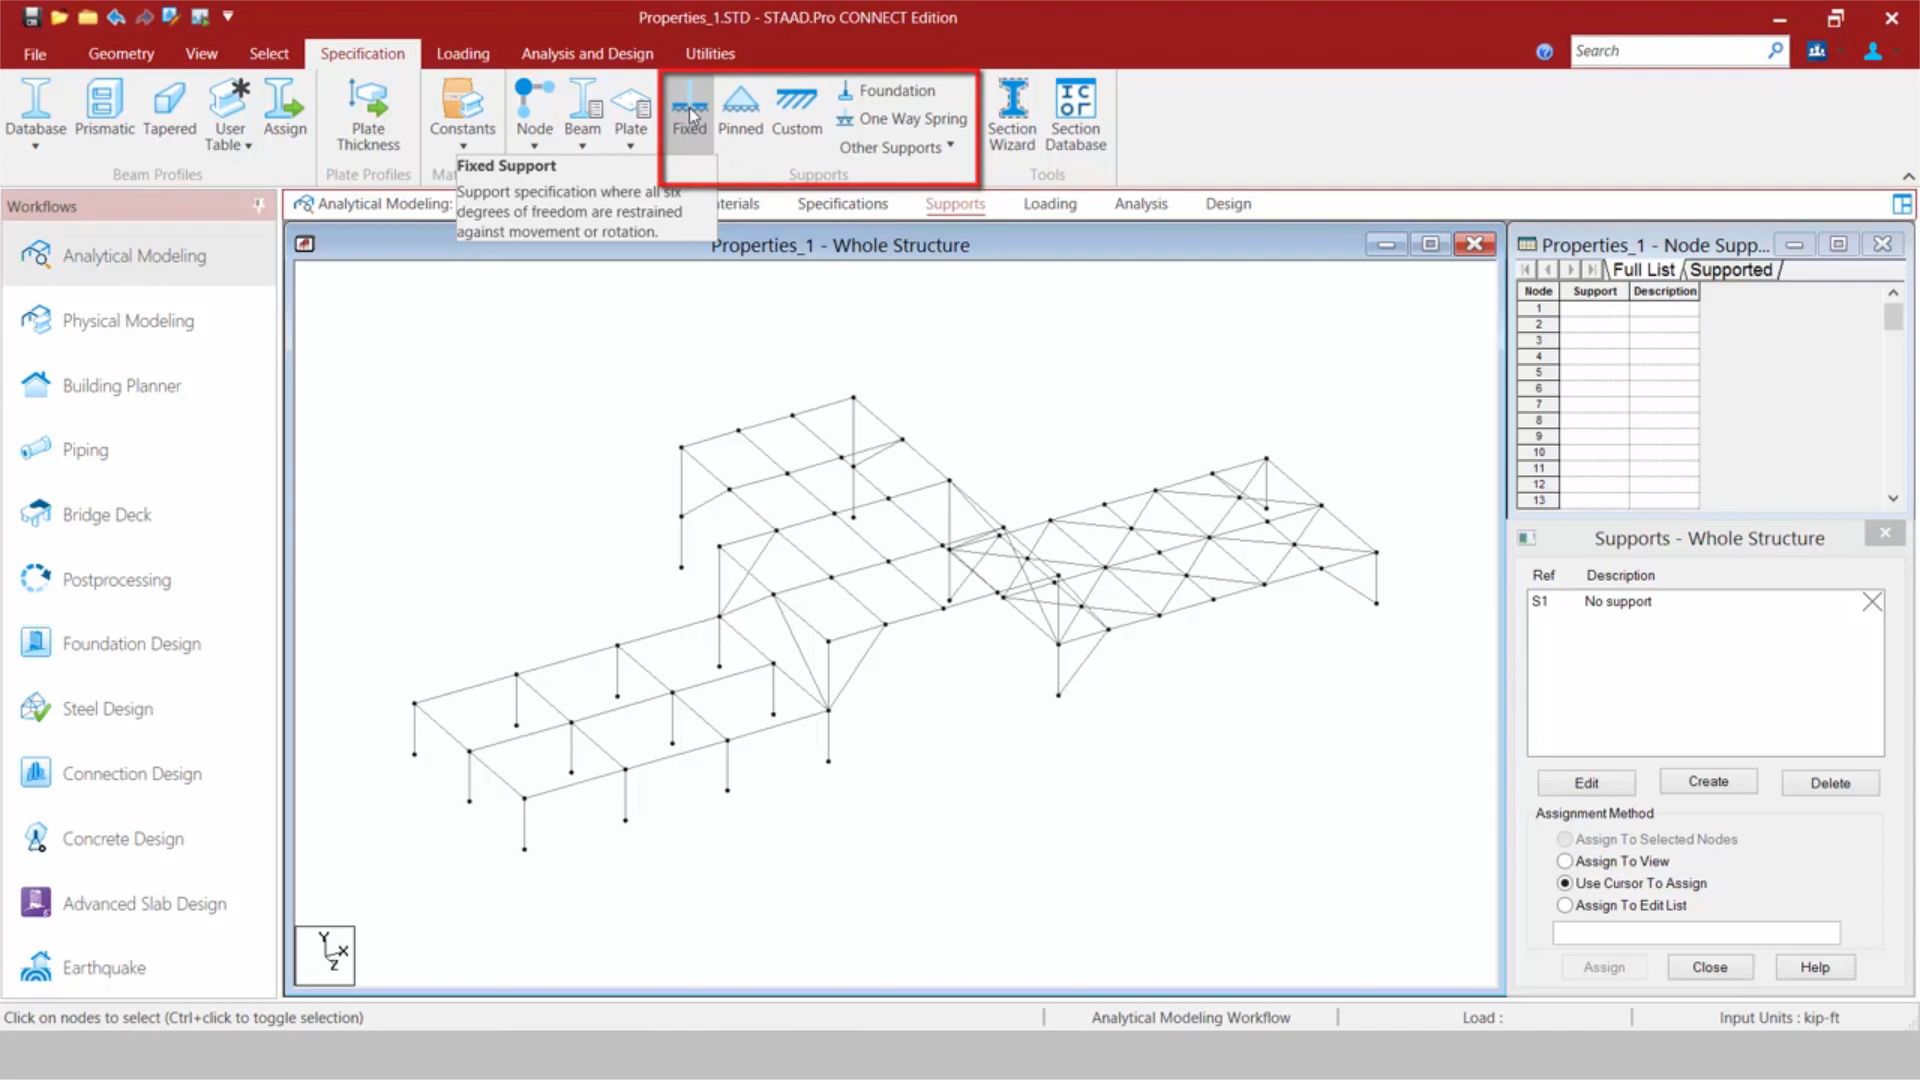 Properties_1.STD - STAAD.Pro CONNECT Edition
File Geometry View Select Specification Loading Analysis and Design Utilities
Search
Database Prismatic Tapered User Table Assign
Beam Profiles
Plate Thickness
Plate Profiles
Constants
Node Beam Plate
Fixed Pinned Custom
Foundation
One Way Spring
Other Supports
Supports
Section Wizard
Section Database
Tools
Fixed Support
Support specification where all six
degrees of freedom are restrained
against movement or rotation.
Workflows
Analytical Modeling: Specifications Supports Loading Analysis Design
Analytical Modeling
Physical Modeling
Building Planner
Piping
Bridge Deck
Postprocessing
Foundation Design
Steel Design
Connection Design
Concrete Design
Advanced Slab Design
Earthquake
Properties_1 - Whole Structure
Y
X
Z
Properties_1 - Node Supp...
Full List Supported
Node Support Description
1
2
3
4
5
6
7
8
9
10
11
12
13
Supports - Whole Structure
Ref Description
S1 No support
Edit Create Delete
Assignment Method
Assign To Selected Nodes
Assign To View
Use Cursor To Assign
Assign To Edit List
Assign Close Help
Click on nodes to select (Ctrl+click to toggle selection)
Analytical Modeling Workflow
Load :
Input Units : kip-ft